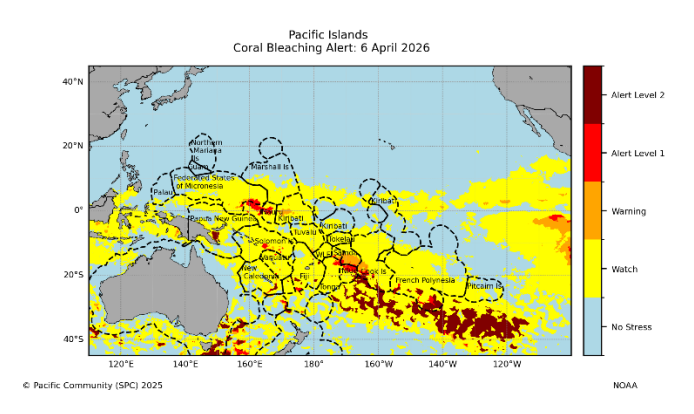 Pacific Islands
Coral Bleaching Alert: 6 April 2026
40°N
20°N
0°
20°S
40°S
120°E
140°E
160°E
180°
160°W
140°W
120°W
Northern
Mariana
Is
Guam
Marshall Is
Federated States
of Micronesia
Palau
Kiribati
Papua New Guinea
Kiribati
Kiribati
Tuvalu
Tokelau
Solomon Is
Vanuatu
Samoa
New
Caledonia
Fiji
Cook Is
Tonga
French Polynesia
Pitcairn Is
Alert Level 2
Alert Level 1
Warning
Watch
No Stress
© Pacific Community (SPC) 2025
NOAA